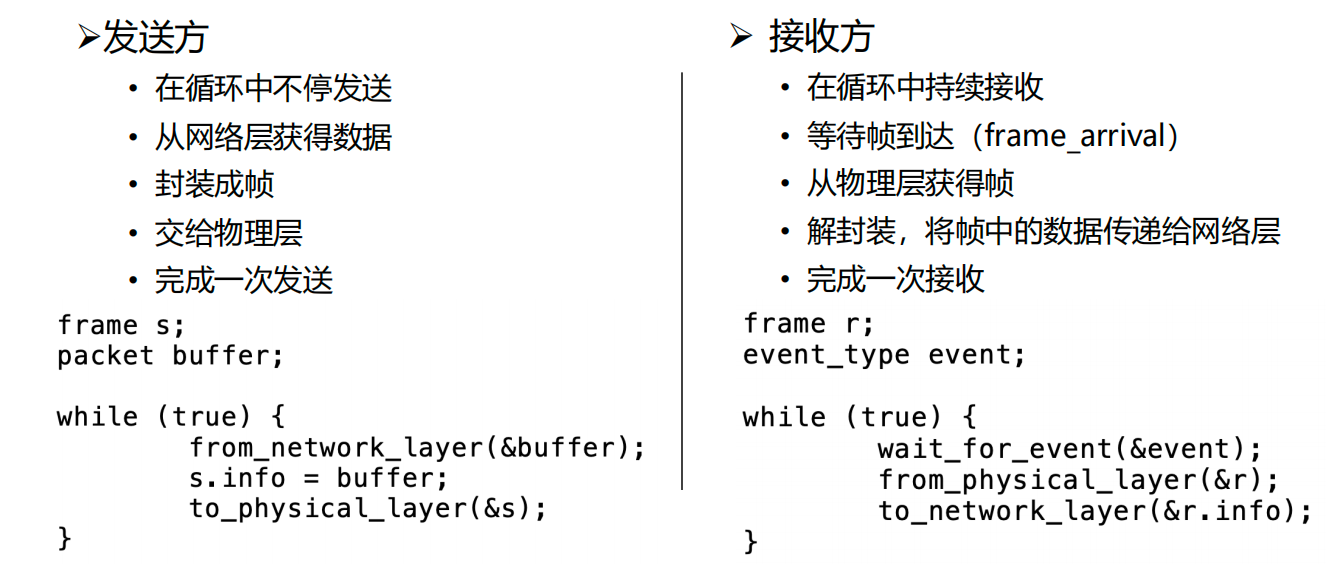 ➢发送方
• 在循环中不停发送
• 从网络层获得数据
• 封装成帧
• 交给物理层
• 完成一次发送
frame s;
packet buffer;
while (true) {
from_network_layer(&buffer);
s.info = buffer;
to_physical_layer(&s);
}
➢ 接收方
• 在循环中持续接收
• 等待帧到达（frame_arrival）
• 从物理层获得帧
• 解封装，将帧中的数据传递给网络层
• 完成一次接收
frame r;
event_type event;
while (true) {
wait_for_event(&event);
from_physical_layer(&r);
to_network_layer(&r.info);
}